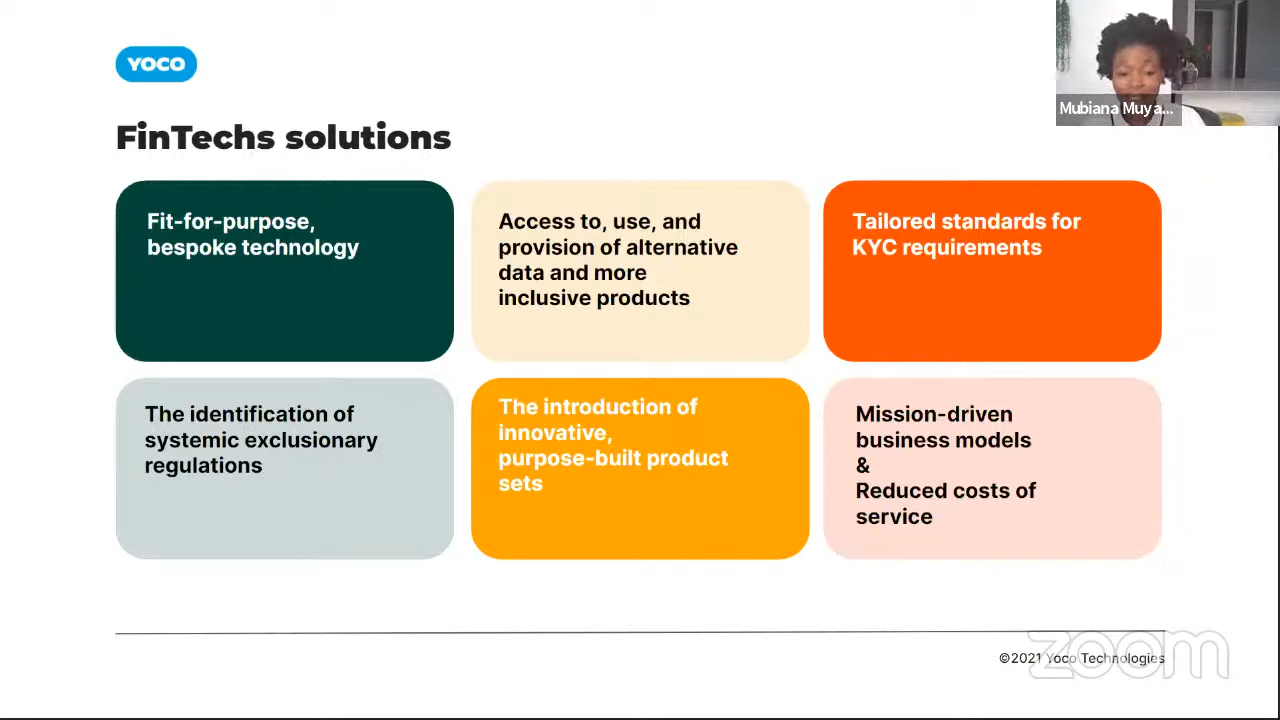 YOCO
Mubiana Muya...
FinTechs solutions
Fit-for-purpose,
bespoke technology
Access to, use, and
provision of alternative
data and more
inclusive products
Tailored standards for
KYC requirements
The identification of
systemic exclusionary
regulations
The introduction of
innovative,
purpose-built product
sets
Mission-driven
business models
&
Reduced costs of
service
©2021 Yoco Technologies
zoom